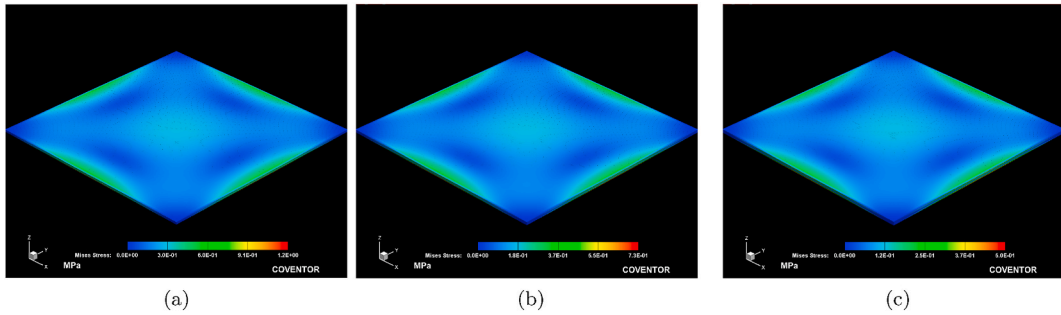 Z
Y
X
Mises Stress: 0.0E+00 3.0E-01 6.0E-01 9.1E-01 1.2E+00
MPa
COVENTOR
(a)
Z
Y
X
Mises Stress: 0.0E+00 1.8E-01 3.7E-01 5.5E-01 7.3E-01
MPa
COVENTOR
(b)
Z
Y
X
Mises Stress: 0.0E+00 1.2E-01 2.5E-01 3.7E-01 5.0E-01
MPa
COVENTOR
(c)